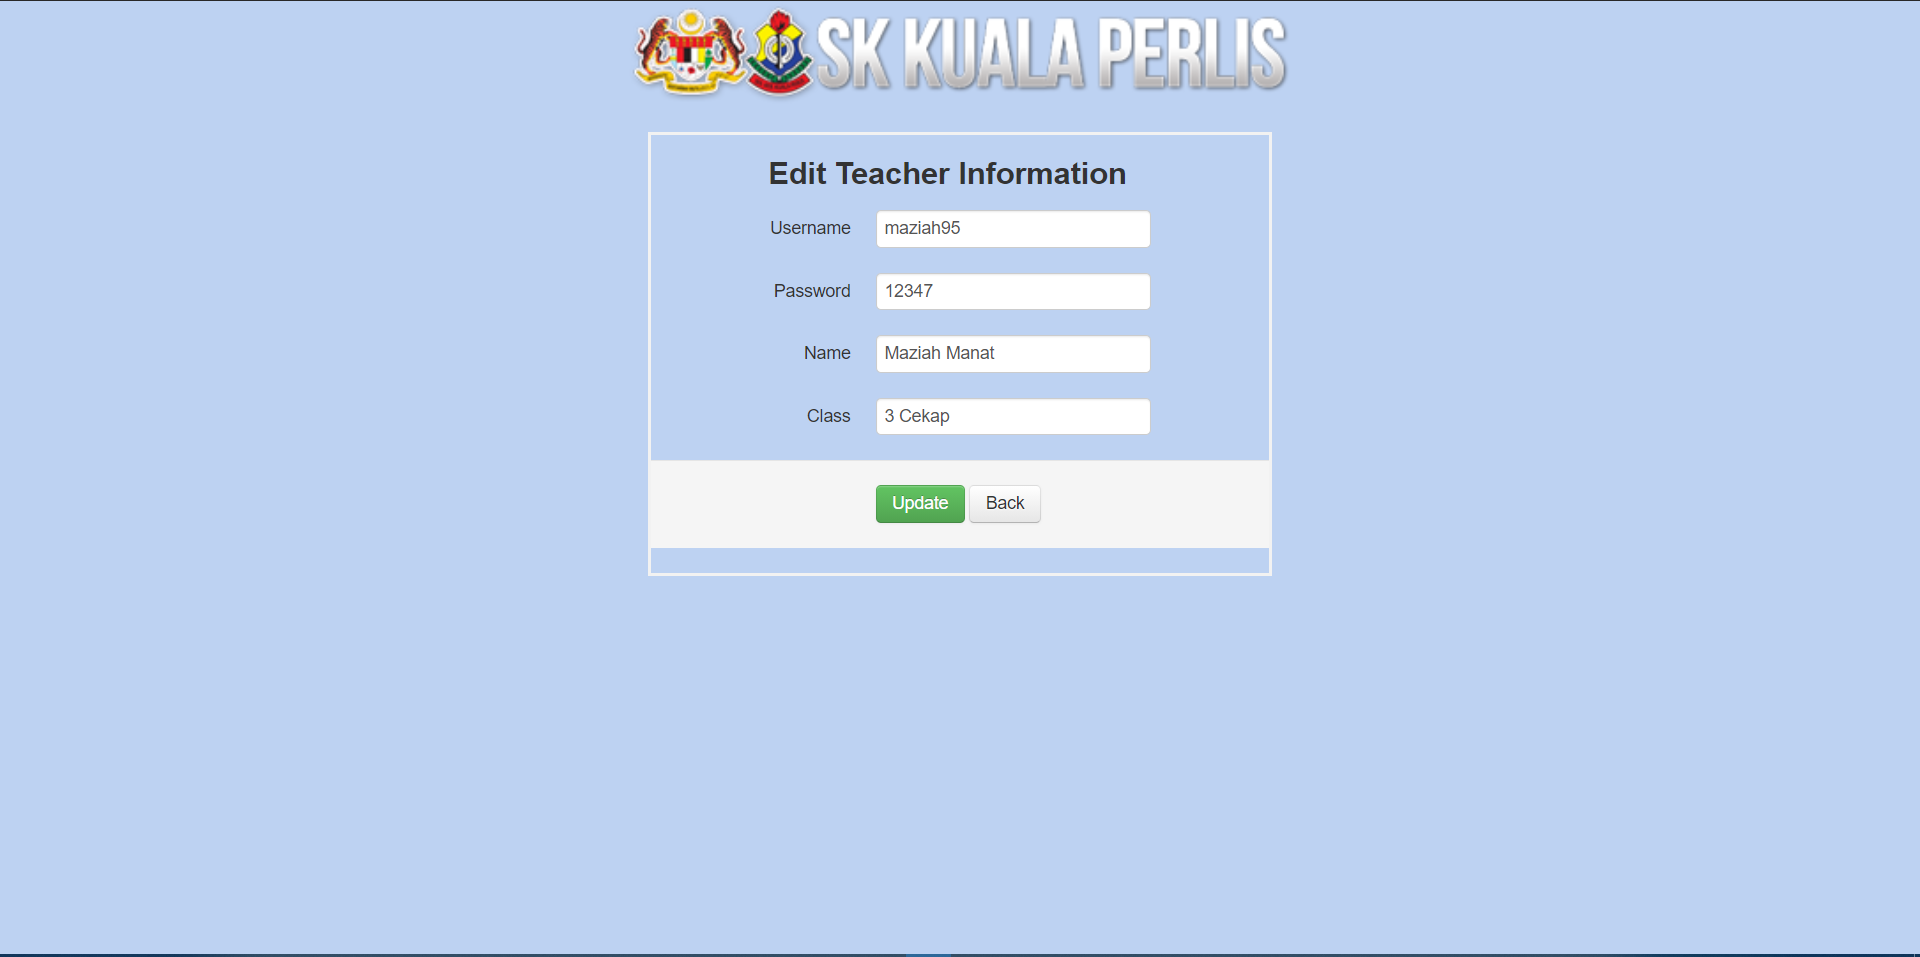 SK KUALA PERLIS
Edit Teacher Information
Username maziah95
Password 12347
Name Maziah Manat
Class 3 Cekap
Update Back